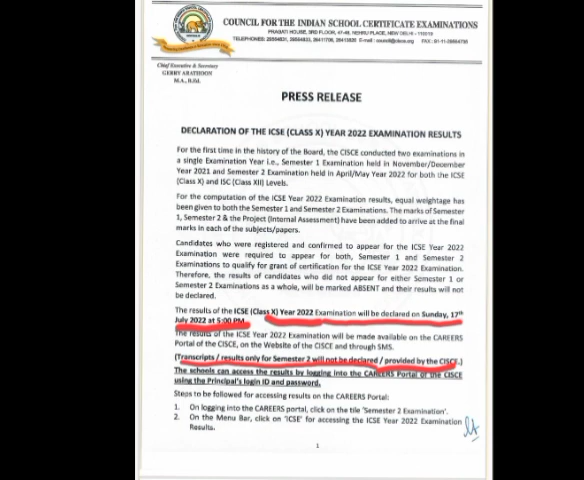 COUNCIL FOR THE INDIAN SCHOOL CERTIFICATE EXAMINATIONS
PRAGATI HOUSE, 3RD FLOOR, 47-48, NEHRU PLACE, NEW DELHI - 110019
Chief Executive & Secretary
GERRY ARATHOON
M.A., B.Ed.
PRESS RELEASE
DECLARATION OF THE ICSE (CLASS X) YEAR 2022 EXAMINATION RESULTS
For the first time in the history of the Board, the CISCE conducted two examinations in
a single Examination Year i.e., Semester 1 Examination held in November/December
Year 2021 and Semester 2 Examination held in April/May Year 2022 for both the ICSE
(Class X) and ISC (Class XII) Levels.
For the computation of the ICSE Year 2022 Examination results, equal weightage has
been given to both the Semester 1 and Semester 2 Examinations. The marks of Semester
1, Semester 2 & the Project (Internal Assessment) have been added to arrive at the final
marks in each of the subjects/papers.
Candidates who were registered and confirmed to appear for the ICSE Year 2022
Examination were required to appear for both, Semester 1 and Semester 2
Examinations to qualify for grant of certification for the ICSE Year 2022 Examination.
Therefore, the results of candidates who did not appear for either Semester 1 or
Semester 2 Examinations as a whole, will be marked ABSENT and their results will not
be declared.
The results of the ICSE (Class X) Year 2022 Examination will be declared on Sunday, 17th
July 2022 at 5:00 PM.
The results of the ICSE Year 2022 Examination will be made available on the CAREERS
Portal of the CISCE, on the Website of the CISCE and through SMS.
(Transcripts / results only for Semester 2 will not be declared / provided by the CISCE.)
The schools can access the results by logging into the CAREERS Portal of the CISCE
using the Principal's login ID and password.
Steps to be followed for accessing results on the CAREERS Portal:
1. On logging into the CAREERS portal, click on the tile 'Semester 2 Examination'.
2. On the Menu Bar, click on 'ICSE' for accessing the ICSE Year 2022 Examination
Results.
1